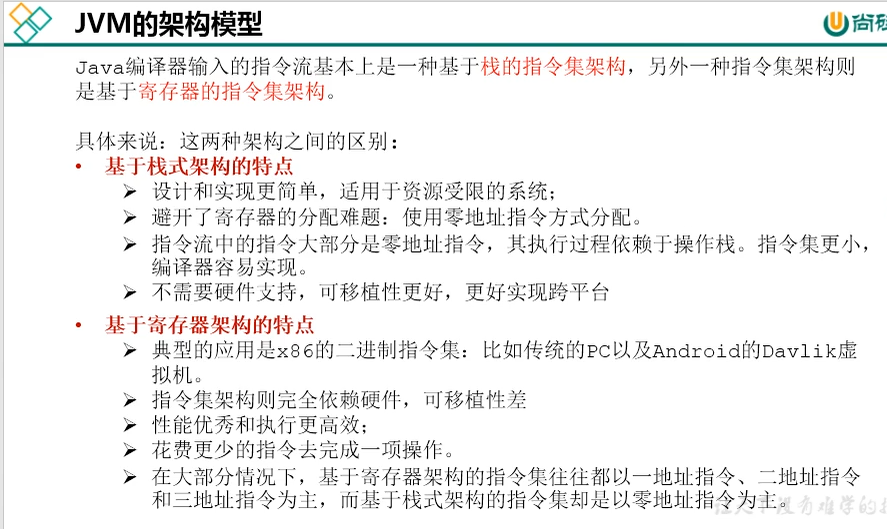 JVM的架构模型
尚硅
Java编译器输入的指令流基本上是一种基于栈的指令集架构，另外一种指令集架构则
是基于寄存器的指令集架构。
具体来说：这两种架构之间的区别：
• 基于栈式架构的特点
➢ 设计和实现更简单，适用于资源受限的系统；
➢ 避开了寄存器的分配难题：使用零地址指令方式分配。
➢ 指令流中的指令大部分是零地址指令，其执行过程依赖于操作栈。指令集更小，
编译器容易实现。
➢ 不需要硬件支持，可移植性更好，更好实现跨平台
• 基于寄存器架构的特点
➢ 典型的应用是x86的二进制指令集：比如传统的PC以及Android的Davlik虚
拟机。
➢ 指令集架构则完全依赖硬件，可移植性差
➢ 性能优秀和执行更高效；
➢ 花费更少的指令去完成一项操作。
➢ 在大部分情况下，基于寄存器架构的指令集往往都以一地址指令、二地址指令
和三地址指令为主，而基于栈式架构的指令集却是以零地址指令为主。
没有难学的